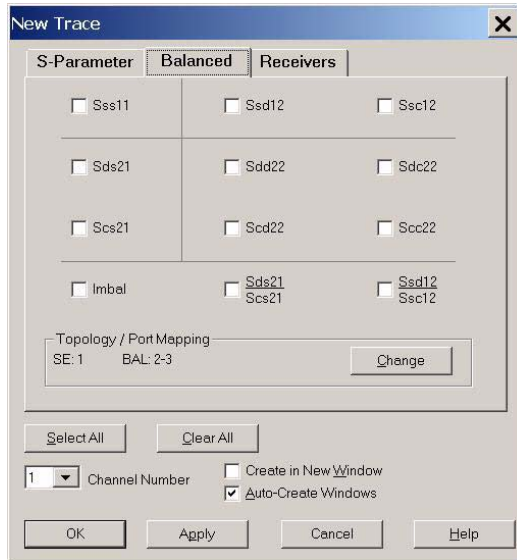 New Trace
S-Parameter Balanced Receivers
Sss11 Ssd12 Ssc12
Sds21 Sdd22 Sdc22
Scs21 Scd22 Scc22
Imbal Sds21 Ssd12
Scs21 Ssc12
Topology / Port Mapping
SE: 1 BAL: 2-3 Change
Select All Clear All
1 Channel Number
Create in New Window
Auto-Create Windows
OK Apply Cancel Help